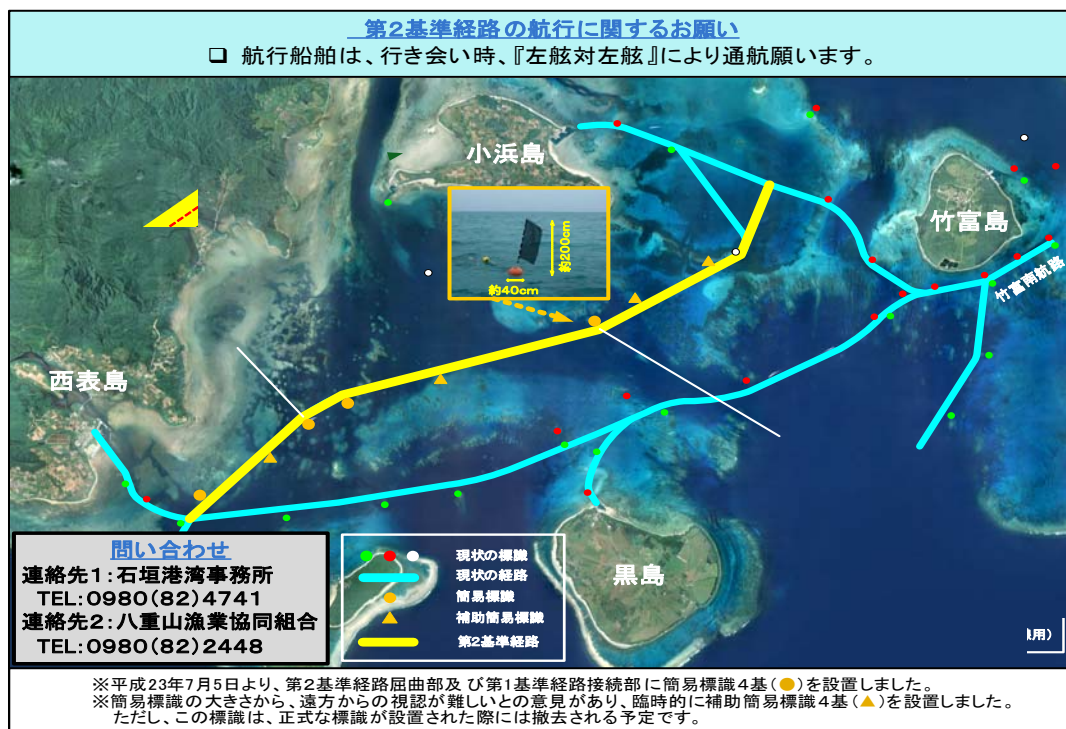 第2基準経路の航行に関するお願い
❑ 航行船舶は、行き会い時、『左舷対左舷』により通航願います。
小浜島
竹富島
約200cm
約40cm
竹富南航路
西表島
黒島
問い合わせ
連絡先1:石垣港湾事務所
TEL:0980(82)4741
連絡先2:八重山漁業協同組合
TEL:0980(82)2448
現状の標識
現状の経路
簡易標識
補助簡易標識
第2基準経路
用)
※平成23年7月5日より、第2基準経路屈曲部及び第1基準経路接続部に簡易標識4基(●)を設置しました。
※簡易標識の大きさから、遠方からの視認が難しいとの意見があり、臨時的に補助簡易標識4基(▲)を設置しました。
ただし、この標識は、正式な標識が設置された際には撤去される予定です。